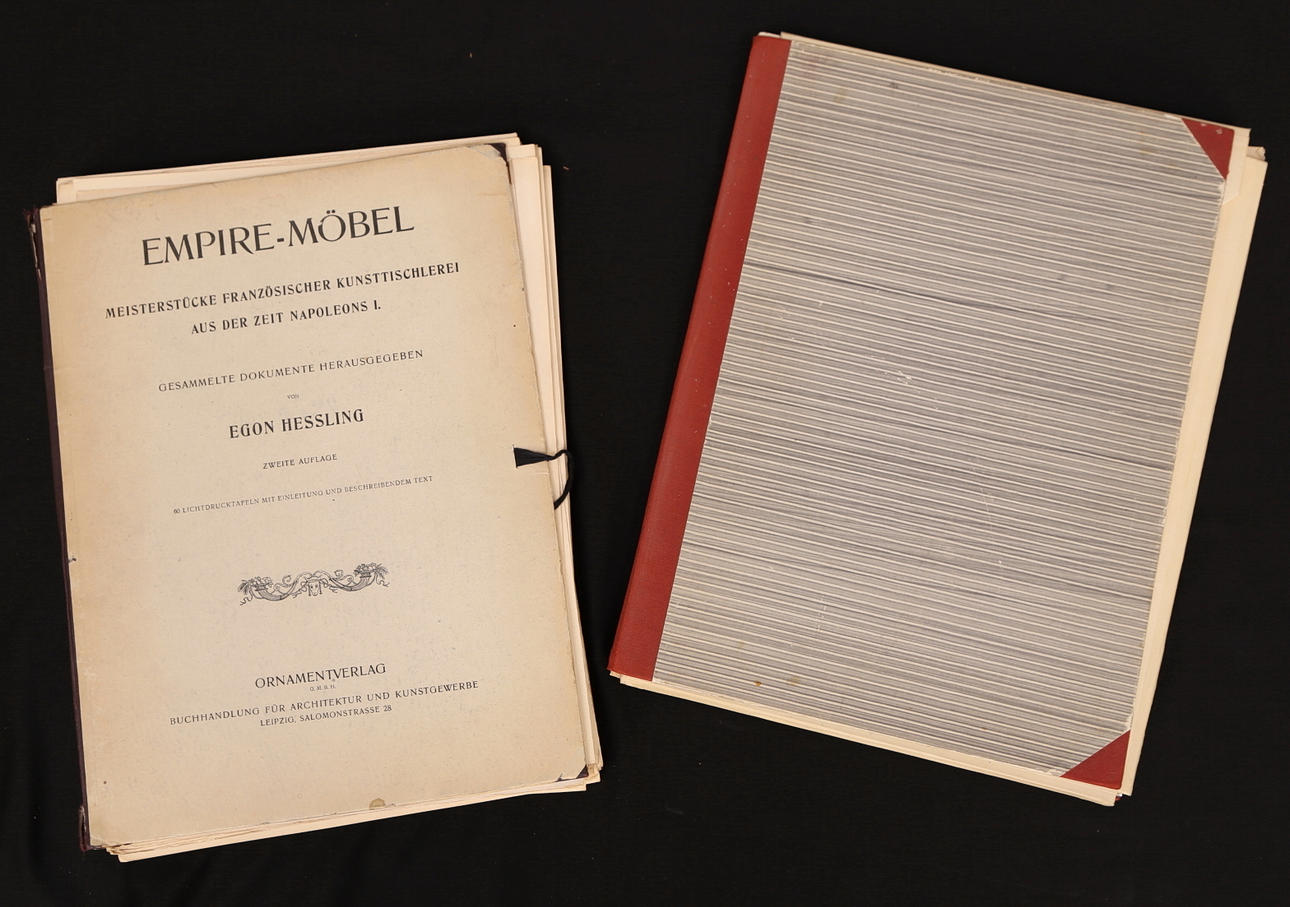 EMPIRE-MÖBEL
MEISTERSTÜCKE FRANZÖSISCHER KUNSTTISCHLEREI
AUS DER ZEIT NAPOLEONS I.
GESAMMELTE DOKUMENTE HERAUSGEGEBEN
VON
EGON HESSLING
ZWEITE AUFLAGE
60 LICHTDRUCKTAFELN MIT EINLEITUNG UND BESCHREIBENDEM TEXT
ORNAMENTVERLAG
G. M. B. H.
BUCHHANDLUNG FÜR ARCHITEKTUR UND KUNSTGEWERBE
LEIPZIG, SALOMONSTRASSE 28